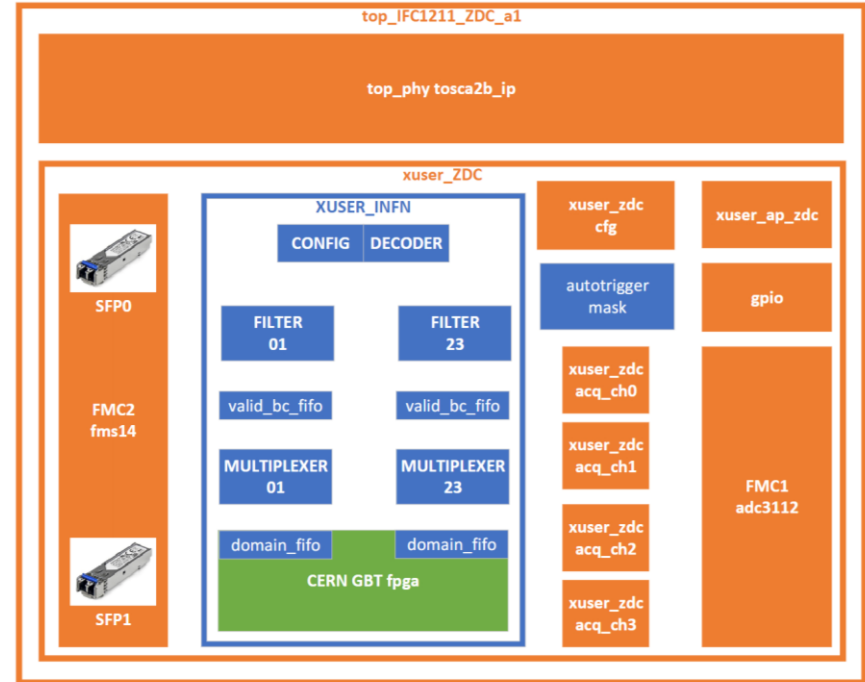 top_IFC1211_ZDC_a1
top_phy tosca2b_ip
xuser_ZDC
SFP0
FMC2
fms14
SFP1
XUSER_INFN
CONFIG
DECODER
FILTER
01
FILTER
23
valid_bc_fifo
valid_bc_fifo
MULTIPLEXER
01
MULTIPLEXER
23
domain_fifo
domain_fifo
CERN GBT fpga
xuser_zdc
cfg
autotrigger
mask
xuser_zdc
acq_ch0
xuser_zdc
acq_ch1
xuser_zdc
acq_ch2
xuser_zdc
acq_ch3
xuser_ap_zdc
gpio
FMC1
adc3112